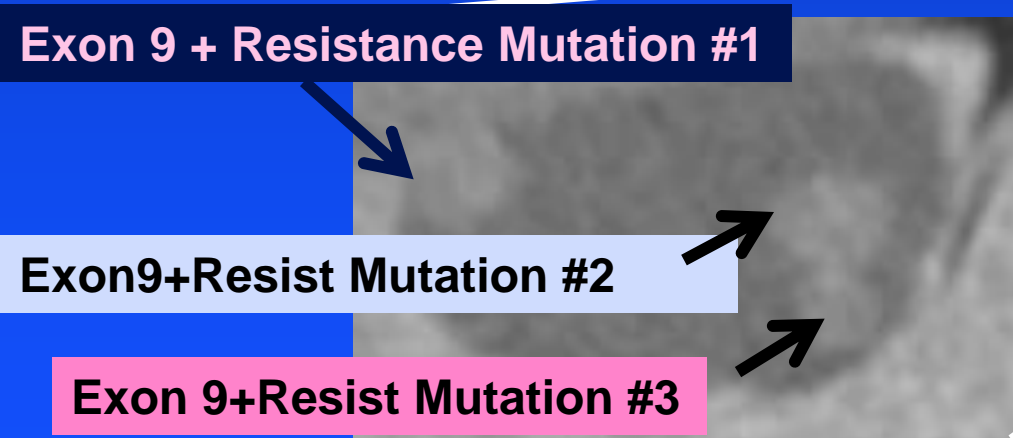 Exon 9 + Resistance Mutation #1
Exon9+Resist Mutation #2
Exon 9+Resist Mutation #3